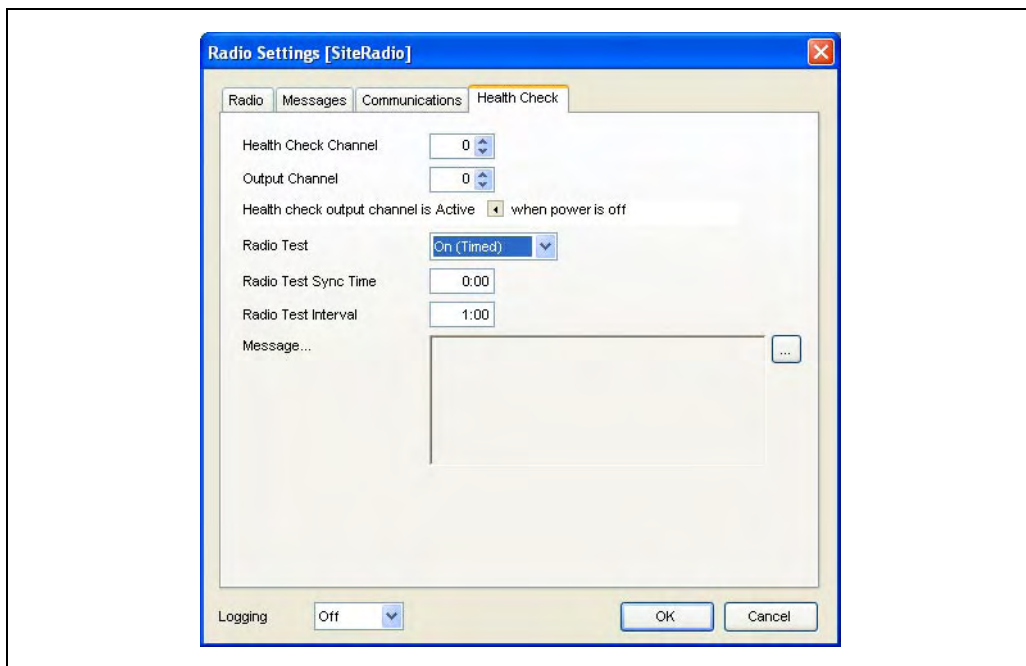 Radio Settings [SiteRadio]
Radio Messages Communications Health Check
Health Check Channel 0
Output Channel 0
Health check output channel is Active when power is off
Radio Test On (Timed)
Radio Test Sync Time 0:00
Radio Test Interval 1:00
Message... ...
Logging Off OK Cancel